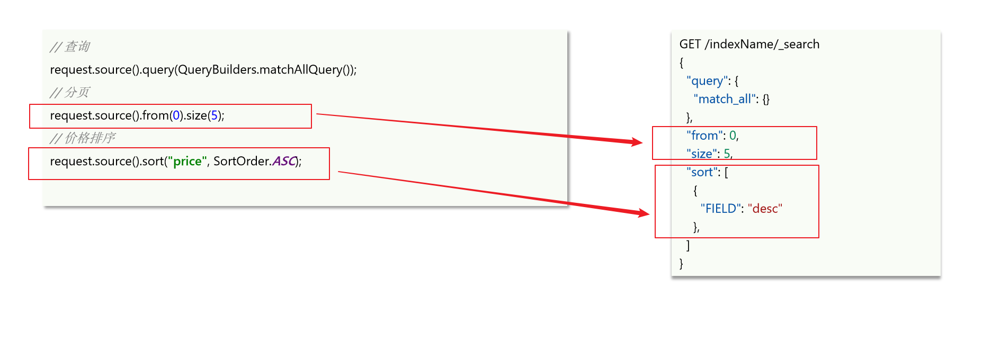 // 查询
request.source().query(QueryBuilders.matchAllQuery());
// 分页
request.source().from(0).size(5);
// 价格排序
request.source().sort("price", SortOrder.ASC);
GET /indexName/_search
{
  "query": {
    "match_all": {}
  },
  "from": 0,
  "size": 5,
  "sort": [
    {
      "FIELD": "desc"
    },
  ]
}